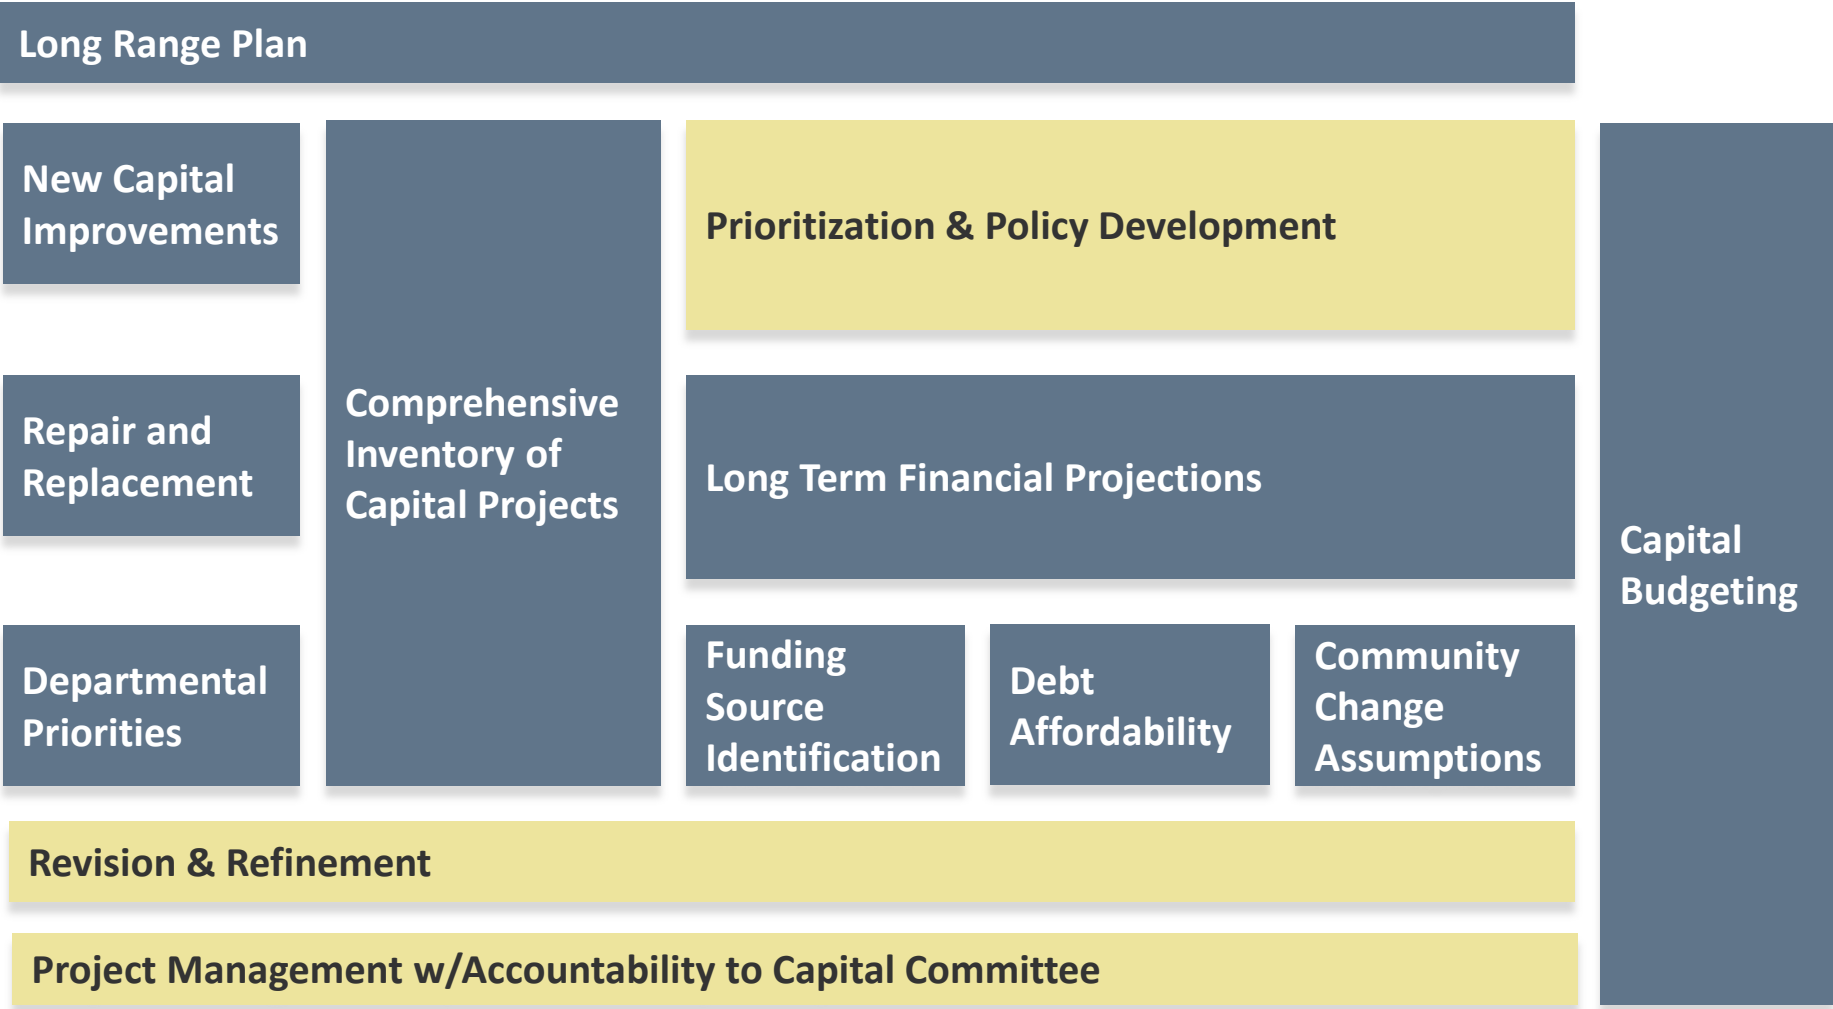 Long Range Plan
New Capital
Improvements
Repair and
Replacement
Departmental
Priorities
Comprehensive
Inventory of
Capital Projects
Prioritization & Policy Development
Long Term Financial Projections
Funding
Source
Identification
Debt
Affordability
Community
Change
Assumptions
Capital
Budgeting
Revision & Refinement
Project Management w/Accountability to Capital Committee